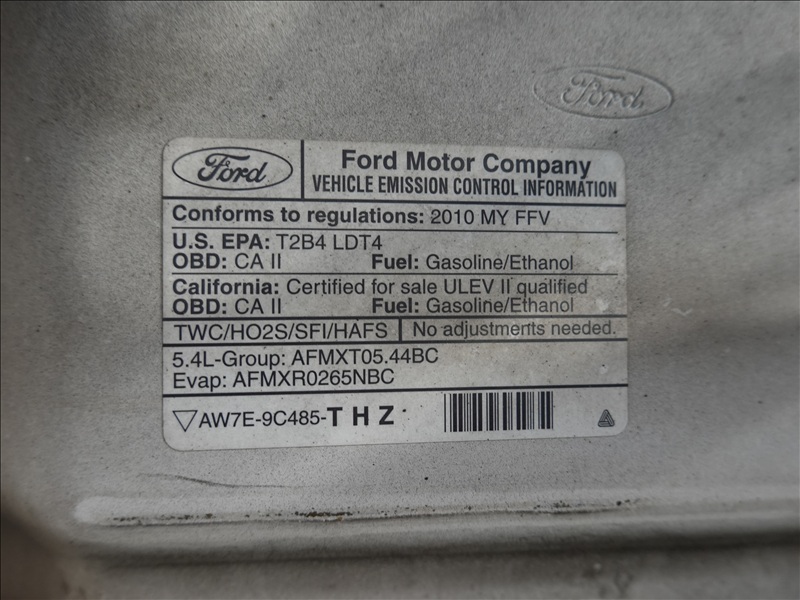 Ford
Ford
Ford Motor Company
VEHICLE EMISSION CONTROL INFORMATION
Conforms to regulations: 2010 MY FFV
U.S. EPA: T2B4 LDT4
OBD: CA II Fuel: Gasoline/Ethanol
California: Certified for sale ULEV II qualified
OBD: CA II Fuel: Gasoline/Ethanol
TWC/HO2S/SFI/HAFS No adjustments needed.
5.4L-Group: AFMXT05.44BC
Evap: AFMXR0265NBC
AW7E-9C485-THZ